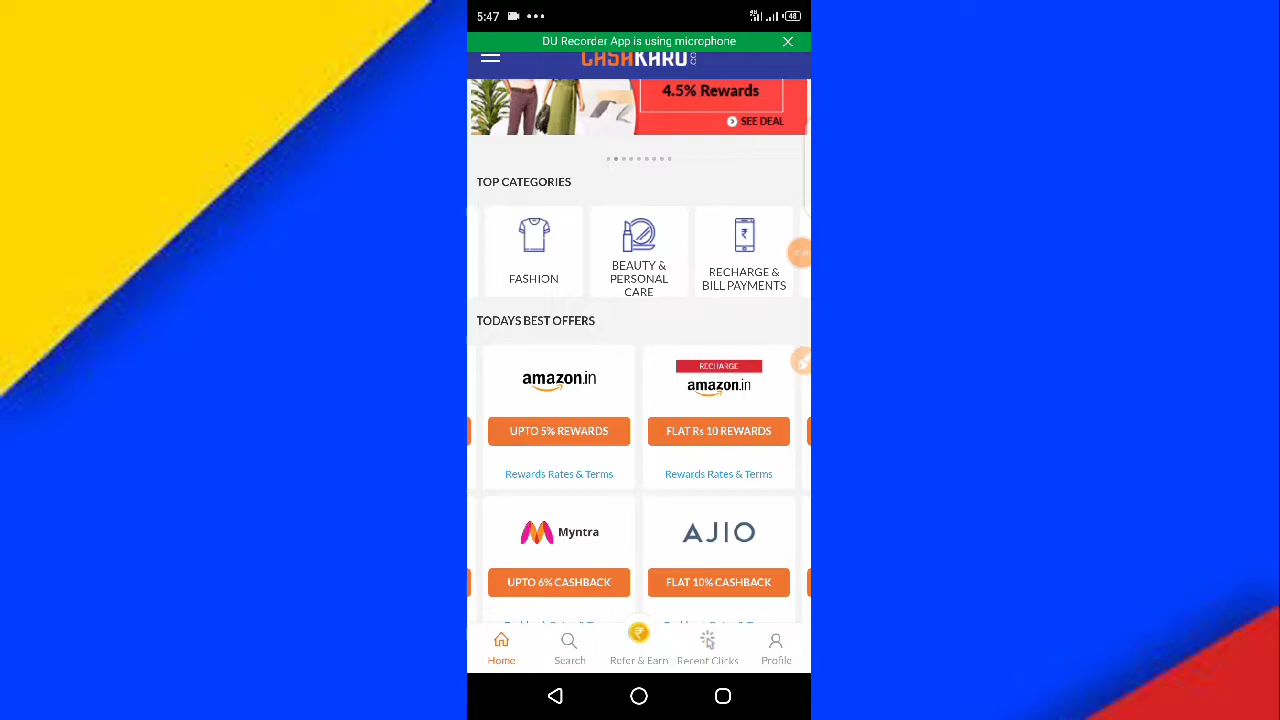 5:47
4G
48
DU Recorder App is using microphone
CASHKARO.CO
4.5% Rewards
SEE DEAL
TOP CATEGORIES
FASHION
BEAUTY &
PERSONAL
CARE
RECHARGE &
BILL PAYMENTS
TODAYS BEST OFFERS
amazon.in
RECHARGE
amazon.in
UPTO 5% REWARDS
FLAT Rs 10 REWARDS
Rewards Rates & Terms
Rewards Rates & Terms
Myntra
AJIO
UPTO 6% CASHBACK
FLAT 10% CASHBACK
Home
Search
Refer & Earn
Recent Clicks
Profile